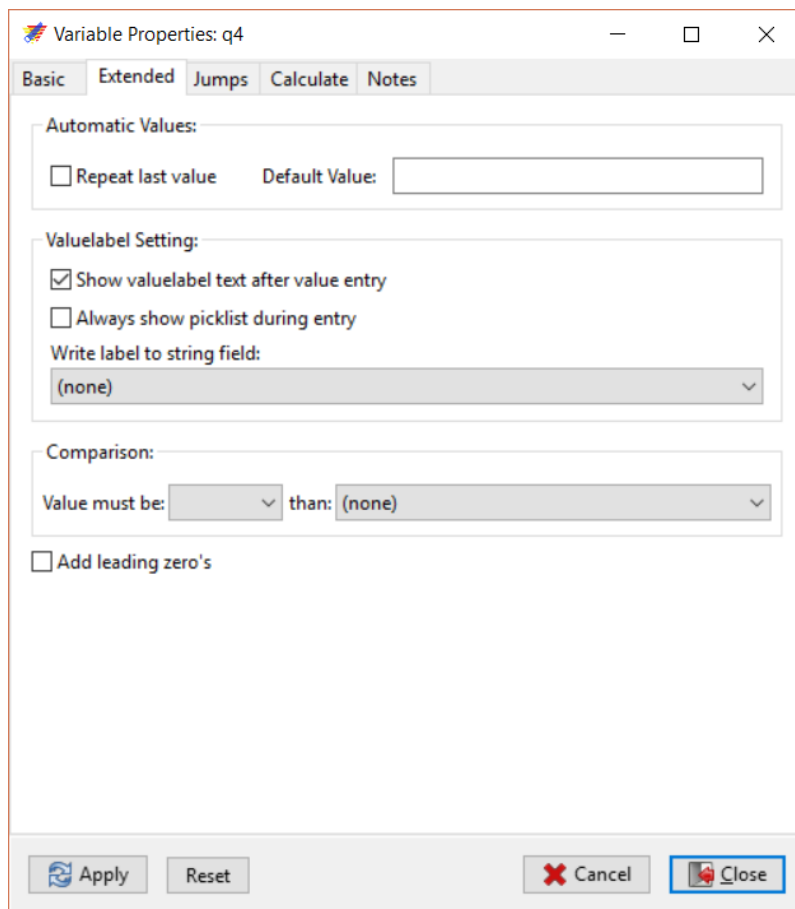 Variable Properties: q4
Basic Extended Jumps Calculate Notes
Automatic Values:
Repeat last value Default Value:
Valuelabel Setting:
Show valuelabel text after value entry
Always show picklist during entry
Write label to string field:
(none)
Comparison:
Value must be: than: (none)
Add leading zero's
Apply Reset Cancel Close